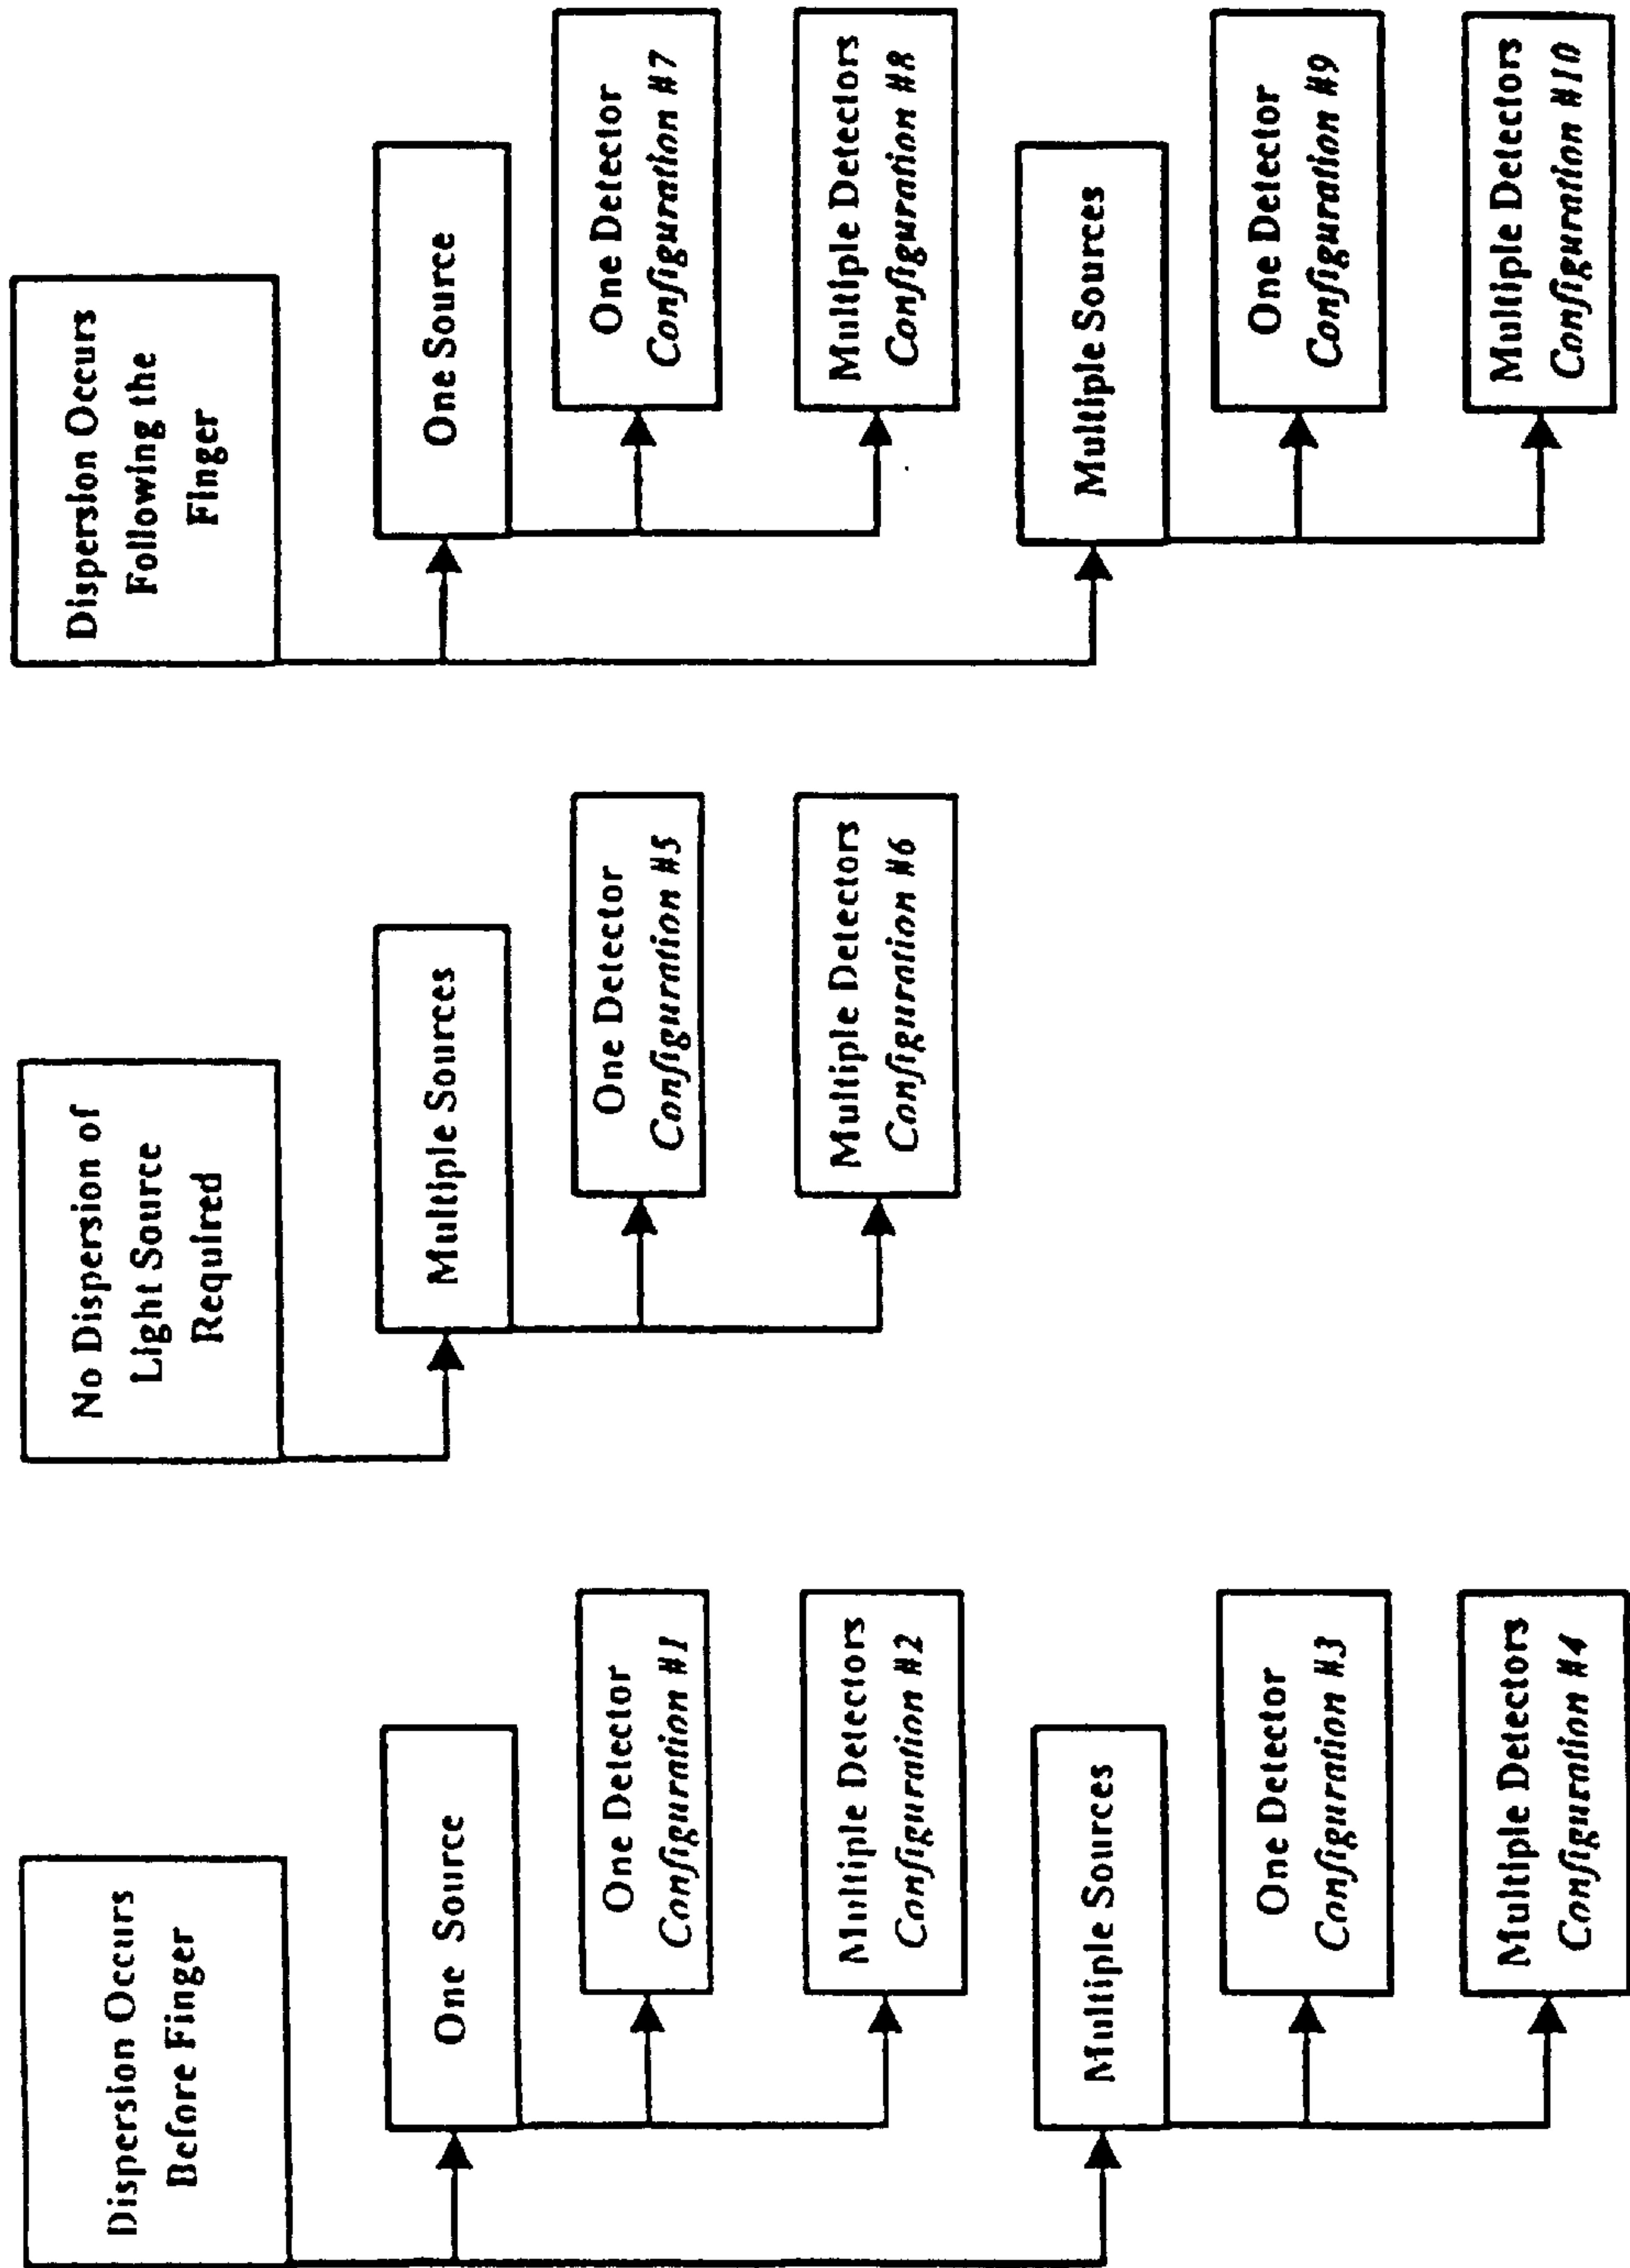 Dispersion Occurs
Before Finger
One Source
One Detector
Configuration #1
Multiple Detectors
Configuration #2
Multiple Sources
One Detector
Configuration #3
Multiple Detectors
Configuration #4
No Dispersion of
Light Source
Required
Multiple Sources
One Detector
Configuration #5
Multiple Detectors
Configuration #6
Dispersion Occurs
Following the
Finger
One Source
One Detector
Configuration #7
Multiple Detectors
Configuration #8
Multiple Sources
One Detector
Configuration #9
Multiple Detectors
Configuration #10